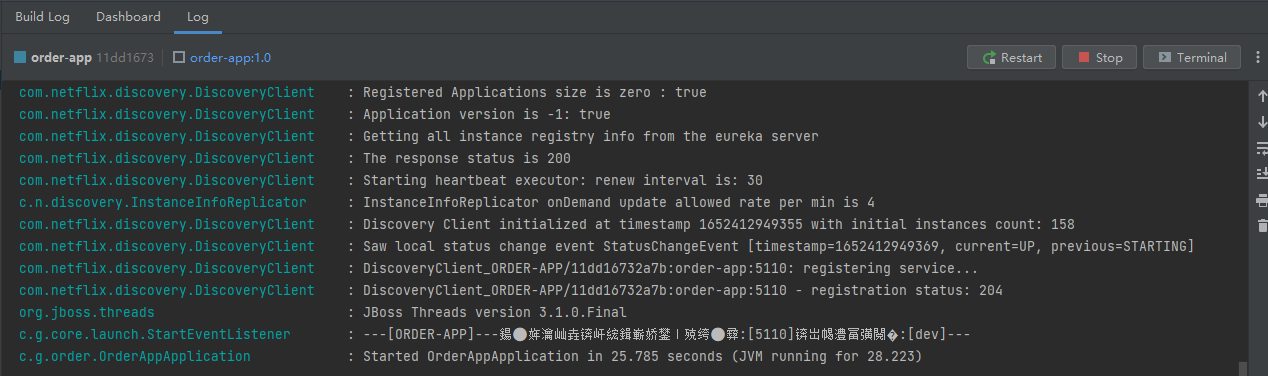 Build Log Dashboard Log
order-app 11dd1673 order-app:1.0 Restart Stop Terminal
com.netflix.discovery.DiscoveryClient : Registered Applications size is zero : true
com.netflix.discovery.DiscoveryClient : Application version is -1: true
com.netflix.discovery.DiscoveryClient : Getting all instance registry info from the eureka server
com.netflix.discovery.DiscoveryClient : The response status is 200
com.netflix.discovery.DiscoveryClient : Starting heartbeat executor: renew interval is: 30
c.n.discovery.InstanceInfoReplicator : InstanceInfoReplicator onDemand update allowed rate per min is 4
com.netflix.discovery.DiscoveryClient : Discovery Client initialized at timestamp 1652412949355 with initial instances count: 158
com.netflix.discovery.DiscoveryClient : Saw local status change event StatusChangeEvent [timestamp=1652412949369, current=UP, previous=STARTING]
com.netflix.discovery.DiscoveryClient : DiscoveryClient_ORDER-APP/11dd16732a7b:order-app:5110: registering service...
com.netflix.discovery.DiscoveryClient : DiscoveryClient_ORDER-APP/11dd16732a7b:order-app:5110 - registration status: 204
org.jboss.threads : JBoss Threads version 3.1.0.Final
c.g.core.launch.StartEventListener : ---[ORDER-APP]--- :[5110] �:[dev]---
c.g.order.OrderAppApplication : Started OrderAppApplication in 25.785 seconds (JVM running for 28.223)